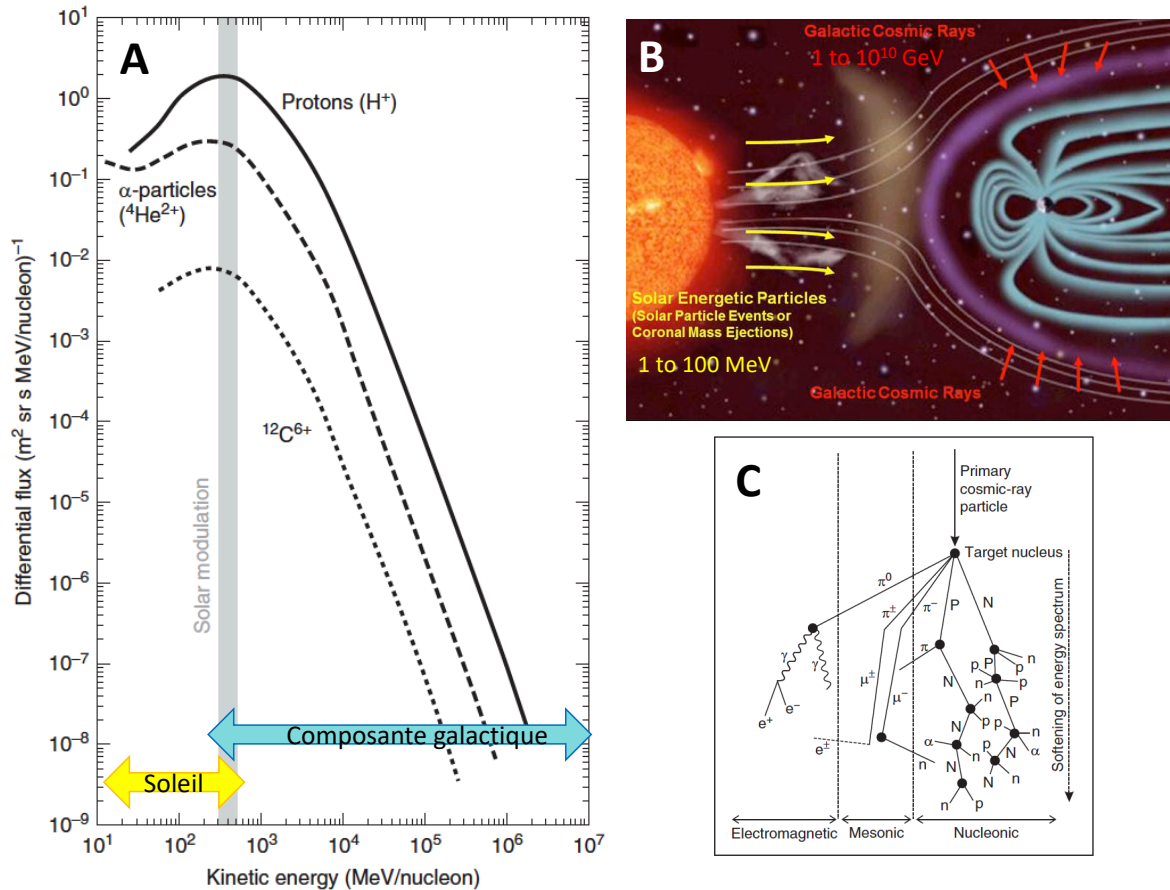 A
10¹
10⁰
10⁻¹
10⁻²
10⁻³
10⁻⁴
10⁻⁵
10⁻⁶
10⁻⁷
10⁻⁸
10⁻⁹
Differential flux (m² sr s MeV/nucleon)⁻¹
Protons (H⁺)
α-particles
(⁴He²⁺)
¹²C⁶⁺
Solar modulation
Composante galactique
Soleil
10¹ 10² 10³ 10⁴ 10⁵ 10⁶ 10⁷
Kinetic energy (MeV/nucleon)
B
Galactic Cosmic Rays
1 to 10¹⁰ GeV
Solar Energetic Particles
(Solar Particle Events or
Coronal Mass Ejections)
1 to 100 MeV
Galactic Cosmic Rays
C
Primary
cosmic-ray
particle
Target nucleus
π⁰
π±
π⁻
P
N
γ
γ
e⁺
e⁻
μ±
μ⁻
e±
π
n
N
n
p
N
α
n
N
n
p
n
p
P
p
n
p
P
p
n
α
p
N
n
n
p
Softening of energy spectrum
Electromagnetic
Mesonic
Nucleonic